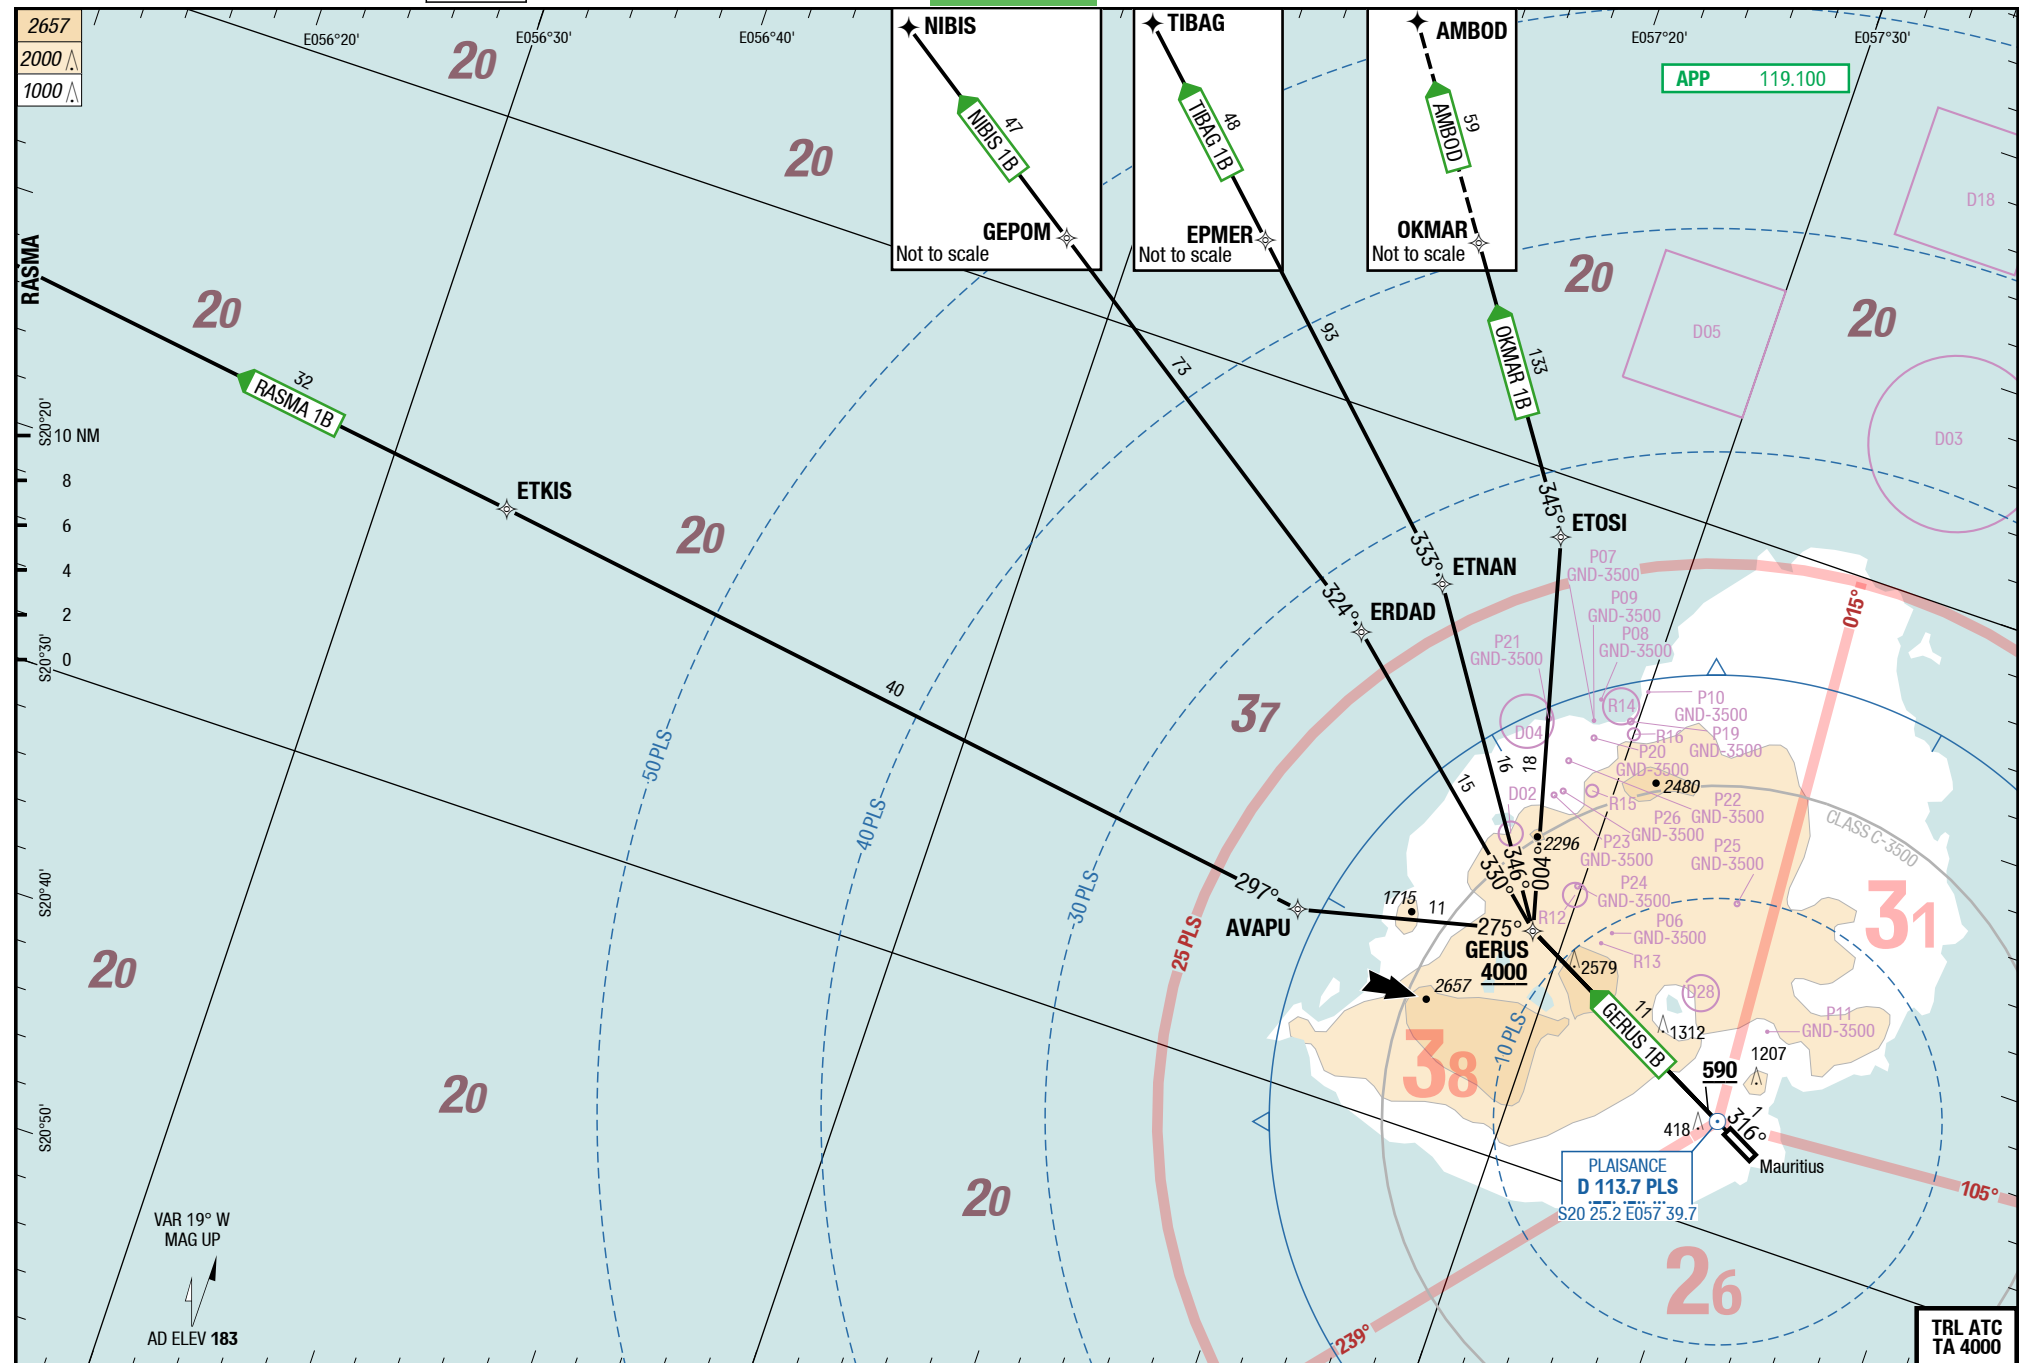 2657
2000
1000
E056°20'
E056°30'
E056°40'
E057°20'
E057°30'
APP 119.100
NIBIS
47
NIBIS 1B
GEPOM
Not to scale
TIBAG
48
TIBAG 1B
EPMER
Not to scale
AMBOD
59
AMBOD
OKMAR
Not to scale
20
20
20
20
20
D18
D05
D03
RASMA
32
RASMA 1B
S20°20'
10 NM
8
6
4
2
0
S20°30'
ETKIS
20
40
73
93
133
OKMAR 1B
345°
ETOSI
333°
ETNAN
324°
ERDAD
37
P07
GND-3500
P09
GND-3500
P08
GND-3500
P21
GND-3500
015°
D04
R14
P10
GND-3500
R16
P19
GND-3500
P20
GND-3500
2480
50 PLS
40 PLS
30 PLS
25 PLS
15
16
18
D02
R15
P22
GND-3500
P26
GND-3500
P23
GND-3500
P25
GND-3500
CLASS C-3500
2296
330°
346°
004°
P24
GND-3500
R12
P06
GND-3500
R13
31
S20°40'
297°
AVAPU
1715
11
275°
GERUS
4000
2579
2657
D28
P11
GND-3500
10 PLS
11
GERUS 1B
1312
1207
38
590
20
20
20
S20°50'
418
1
316°
Mauritius
PLAISANCE
D 113.7 PLS
S20 25.2 E057 39.7
105°
26
239°
VAR 19° W
MAG UP
AD ELEV 183
TRL ATC
TA 4000